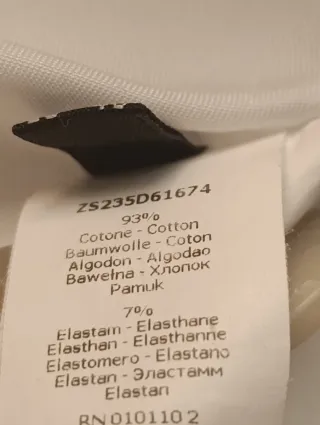 ZS235D61674
93%
Cotone - Cotton
Baumwolle - Coton
Algodon - Algodao
Bawełna - Хлопок
Pamuk
7%
Elastam - Elasthane
Elasthan - Elasthanne
Elastomero - Elastano
Elastan - Эластамм
Elastan
RN 0101102